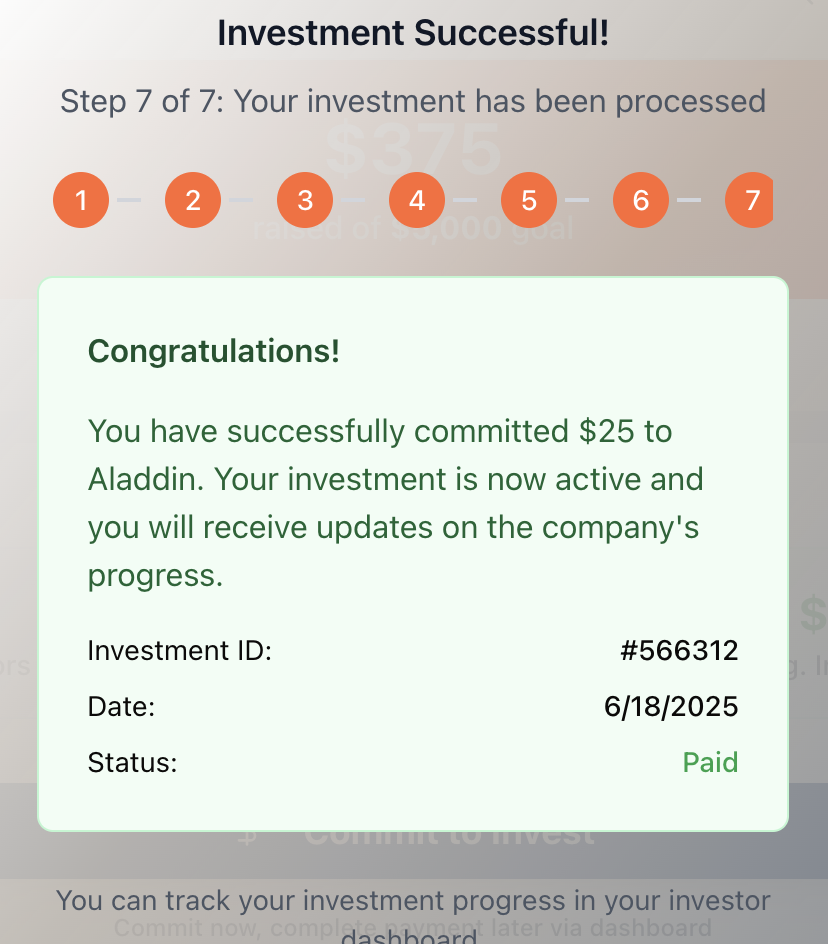 Investment Successful!
Step 7 of 7: Your investment has been processed
$375
1 2 3 4 5 6 7
raised of $5,000 goal
Congratulations!
You have successfully committed $25 to
Aladdin. Your investment is now active and
you will receive updates on the company's
progress.
$
Investment ID: #566312
ors
g.
Date: 6/18/2025
Status: Paid
$ Commit to Invest
You can track your investment progress in your investor
Commit now, complete payment later via dashboard
dashboard